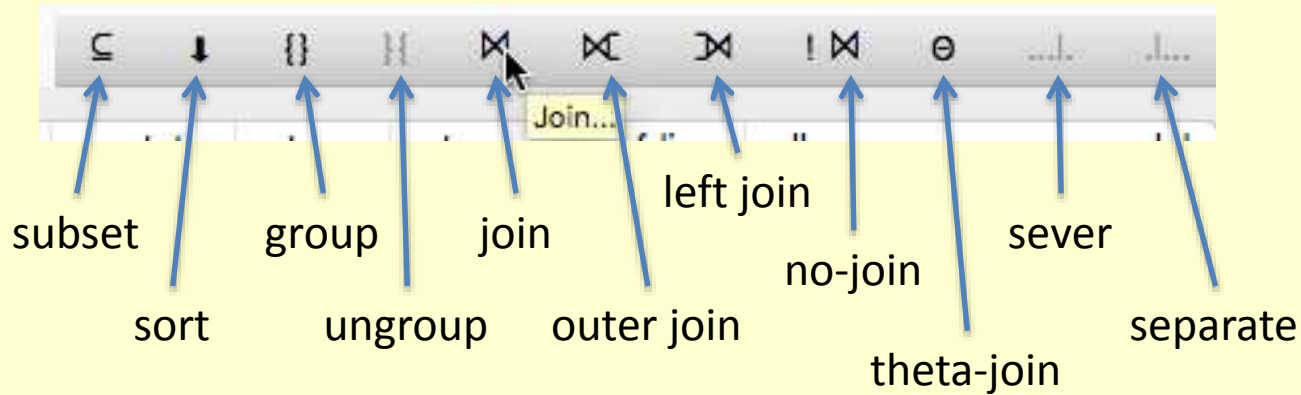 ⊆ ⬇ {} }{ ⋈ ⋊⊂ ⊃⋉ ! ⋈ Θ ....|. .|....
Join...
left join
subset group join sever
no-join
sort ungroup outer join separate
theta-join